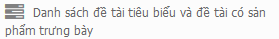 Danh sách đề tài tiêu biểu và đề tài có sản
phẩm trưng bày